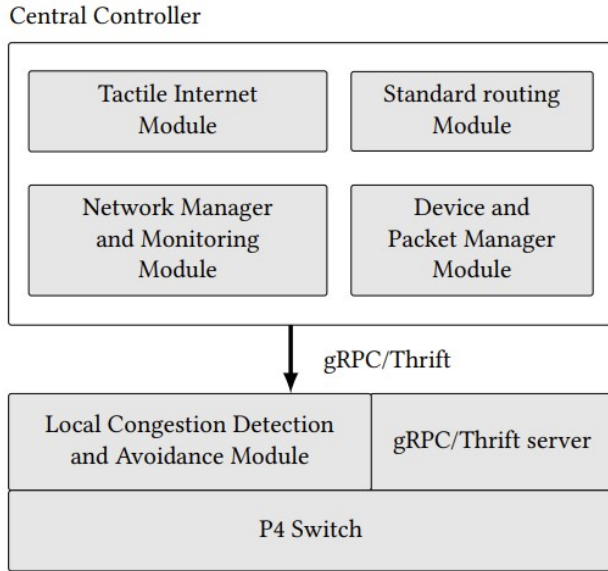 Central Controller
Tactile Internet
Module
Standard routing
Module
Network Manager
and Monitoring
Module
Device and
Packet Manager
Module
gRPC/Thrift
Local Congestion Detection
and Avoidance Module
gRPC/Thrift server
P4 Switch